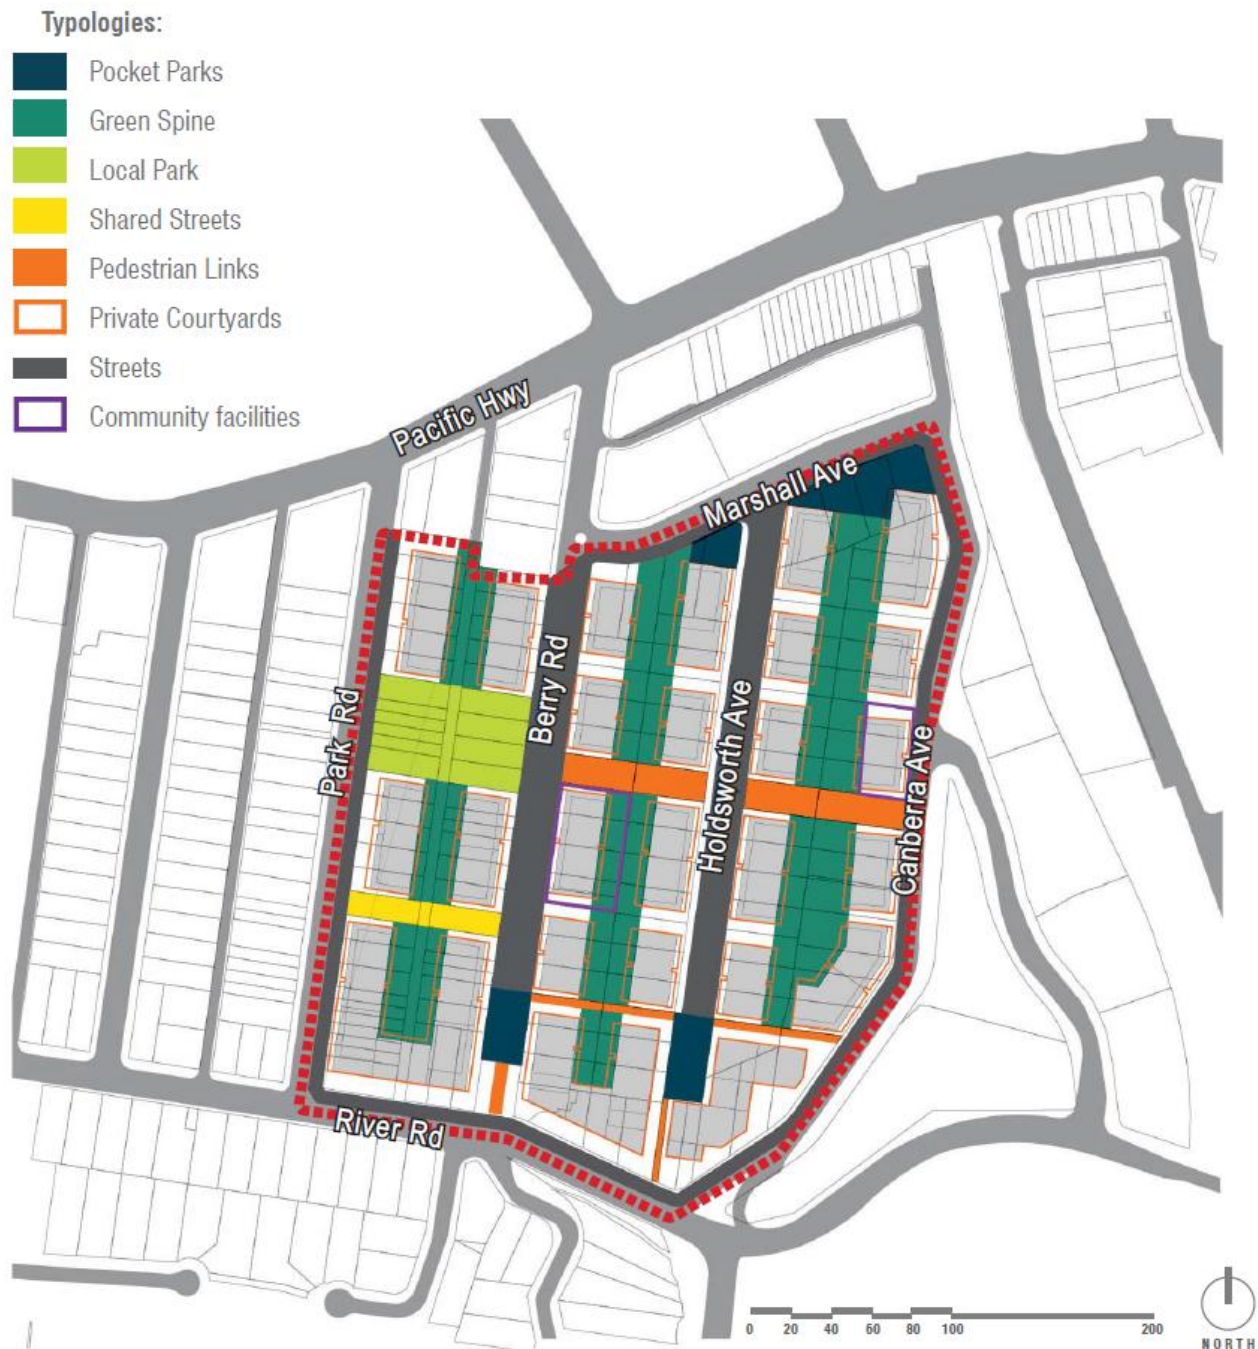 Typologies:
Pocket Parks
Green Spine
Local Park
Shared Streets
Pedestrian Links
Private Courtyards
Streets
Community facilities
Pacific Hwy
Marshall Ave
Park Rd
Berry Rd
Holdsworth Ave
Canberra Ave
River Rd
0 20 40 60 80 100 200
NORTH